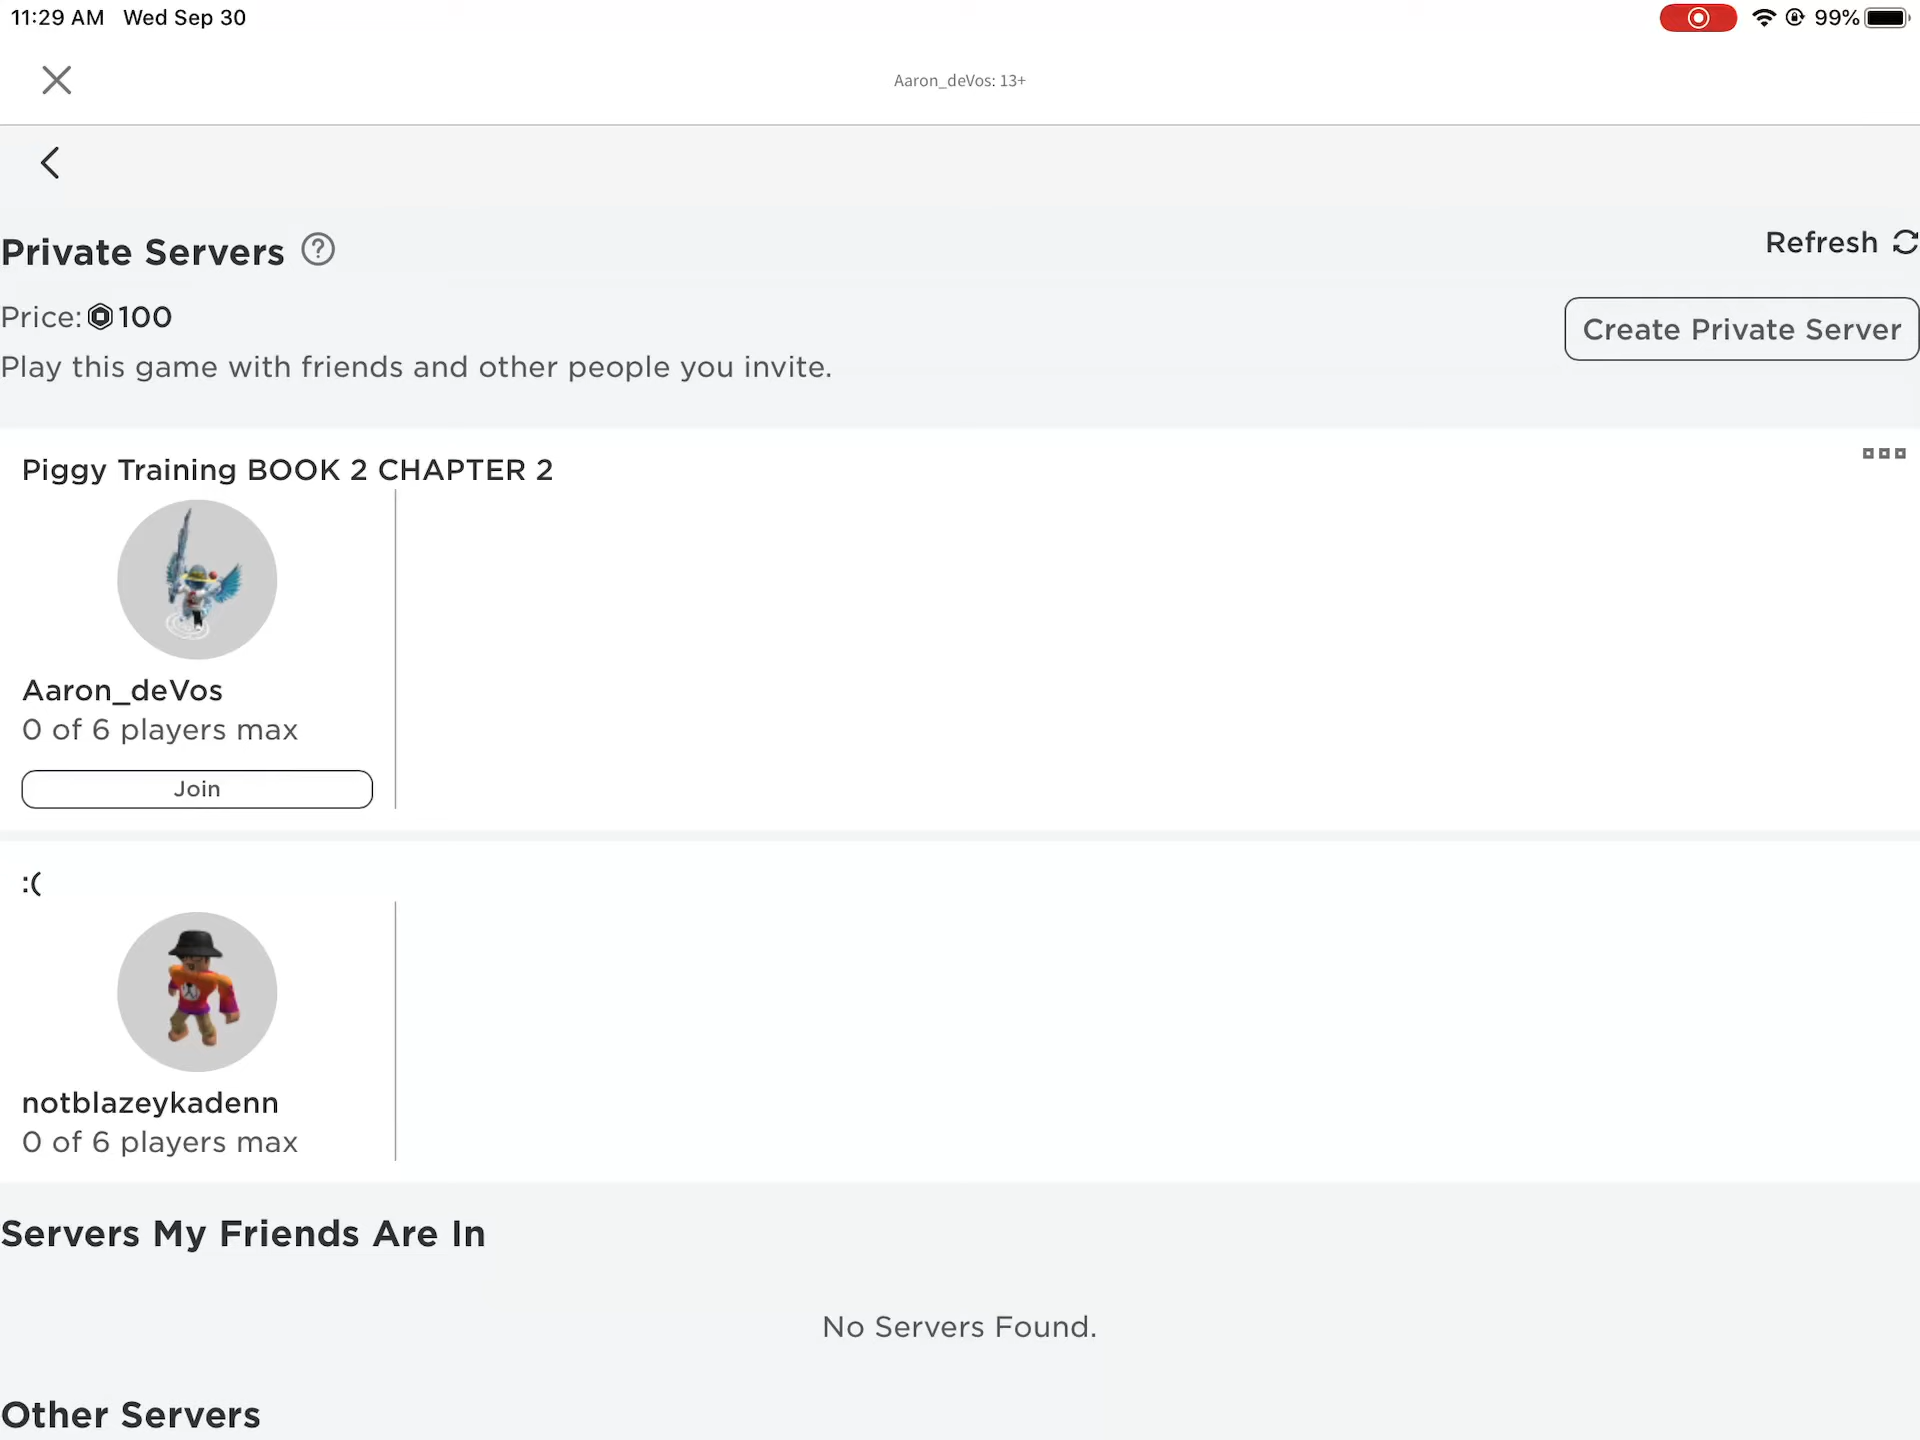 11:29 AM Wed Sep 30
99%
Aaron_deVos: 13+
Private Servers
Refresh
Price: 100
Create Private Server
Play this game with friends and other people you invite.
Piggy Training BOOK 2 CHAPTER 2
Aaron_deVos
0 of 6 players max
Join
:(
notblazeykadenn
0 of 6 players max
Servers My Friends Are In
No Servers Found.
Other Servers